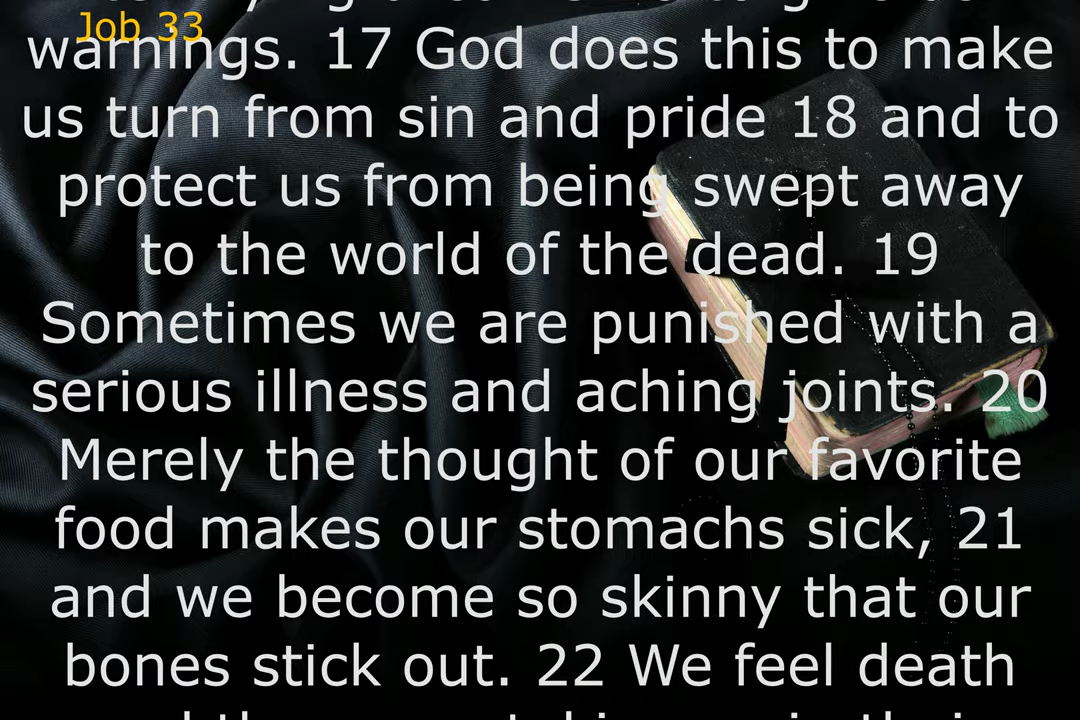 Job 33
warnings. 17 God does this to make
us turn from sin and pride 18 and to
protect us from being swept away
to the world of the dead. 19
Sometimes we are punished with a
serious illness and aching joints. 20
Merely the thought of our favorite
food makes our stomachs sick, 21
and we become so skinny that our
bones stick out. 22 We feel death